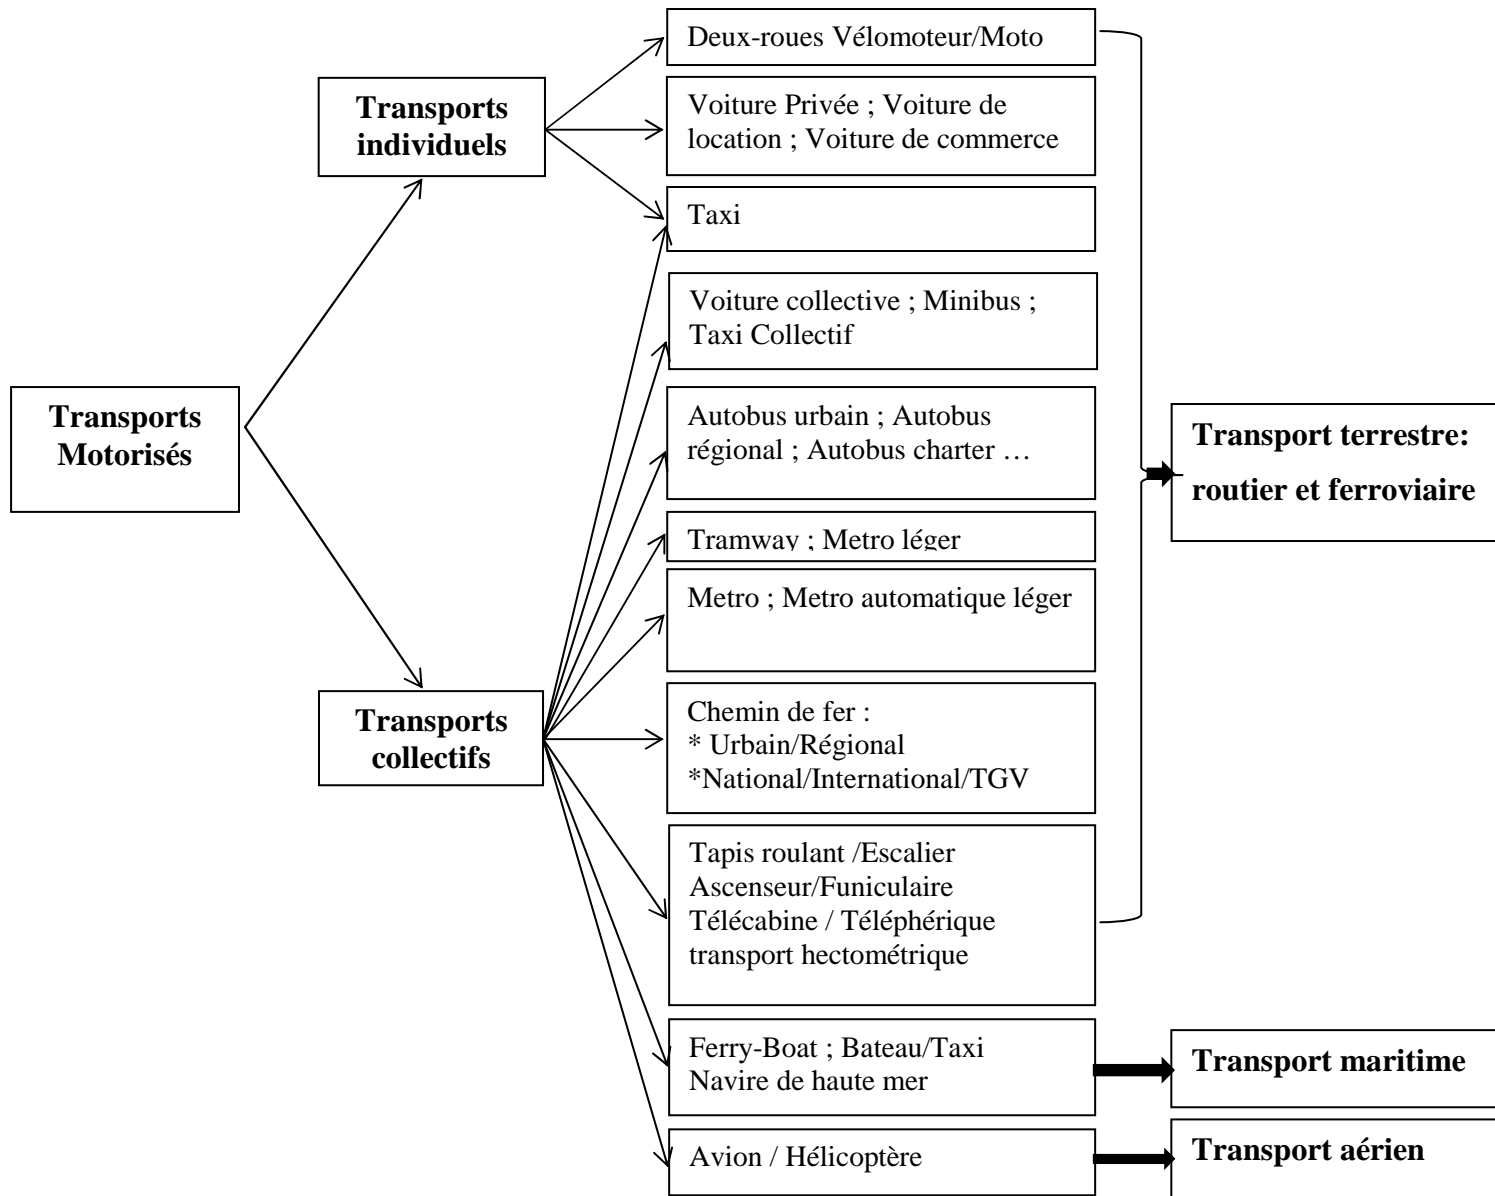 Transports
Motorisés
Transports
individuels
Transports
collectifs
Deux-roues Vélomoteur/Moto
Voiture Privée ; Voiture de
location ; Voiture de commerce
Taxi
Voiture collective ; Minibus ;
Taxi Collectif
Autobus urbain ; Autobus
régional ; Autobus charter …
Tramway ; Metro léger
Metro ; Metro automatique léger
Chemin de fer :
* Urbain/Régional
*National/International/TGV
Tapis roulant /Escalier
Ascenseur/Funiculaire
Télécabine / Téléphérique
transport hectométrique
Ferry-Boat ; Bateau/Taxi
Navire de haute mer
Avion / Hélicoptère
Transport terrestre:
routier et ferroviaire
Transport maritime
Transport aérien